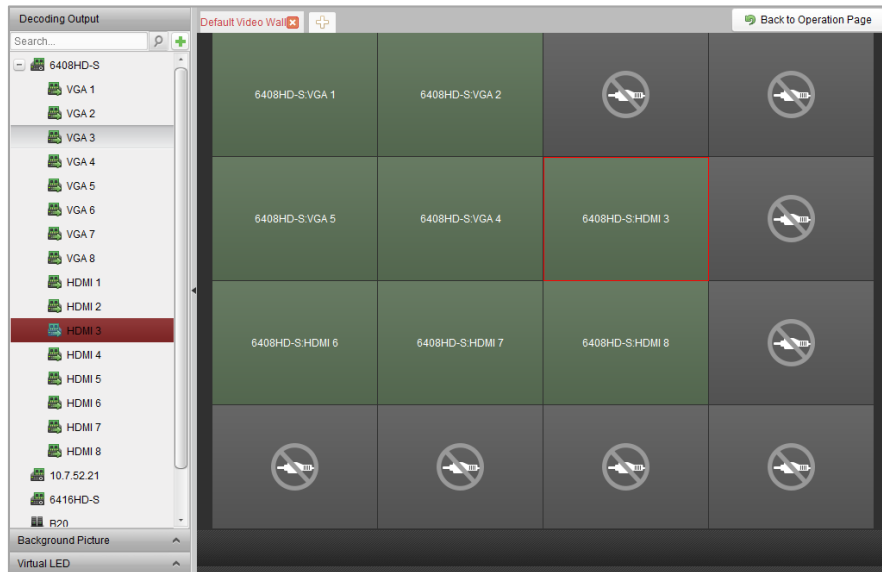 Decoding Output
Search...
6408HD-S
VGA 1
VGA 2
VGA 3
VGA 4
VGA 5
VGA 6
VGA 7
VGA 8
HDMI 1
HDMI 2
HDMI 3
HDMI 4
HDMI 5
HDMI 6
HDMI 7
HDMI 8
10.7.52.21
6416HD-S
B20
Background Picture
Virtual LED
Default Video Wall
Back to Operation Page
6408HD-S:VGA 1
6408HD-S:VGA 2
6408HD-S:VGA 5
6408HD-S:VGA 4
6408HD-S:HDMI 3
6408HD-S:HDMI 6
6408HD-S:HDMI 7
6408HD-S:HDMI 8